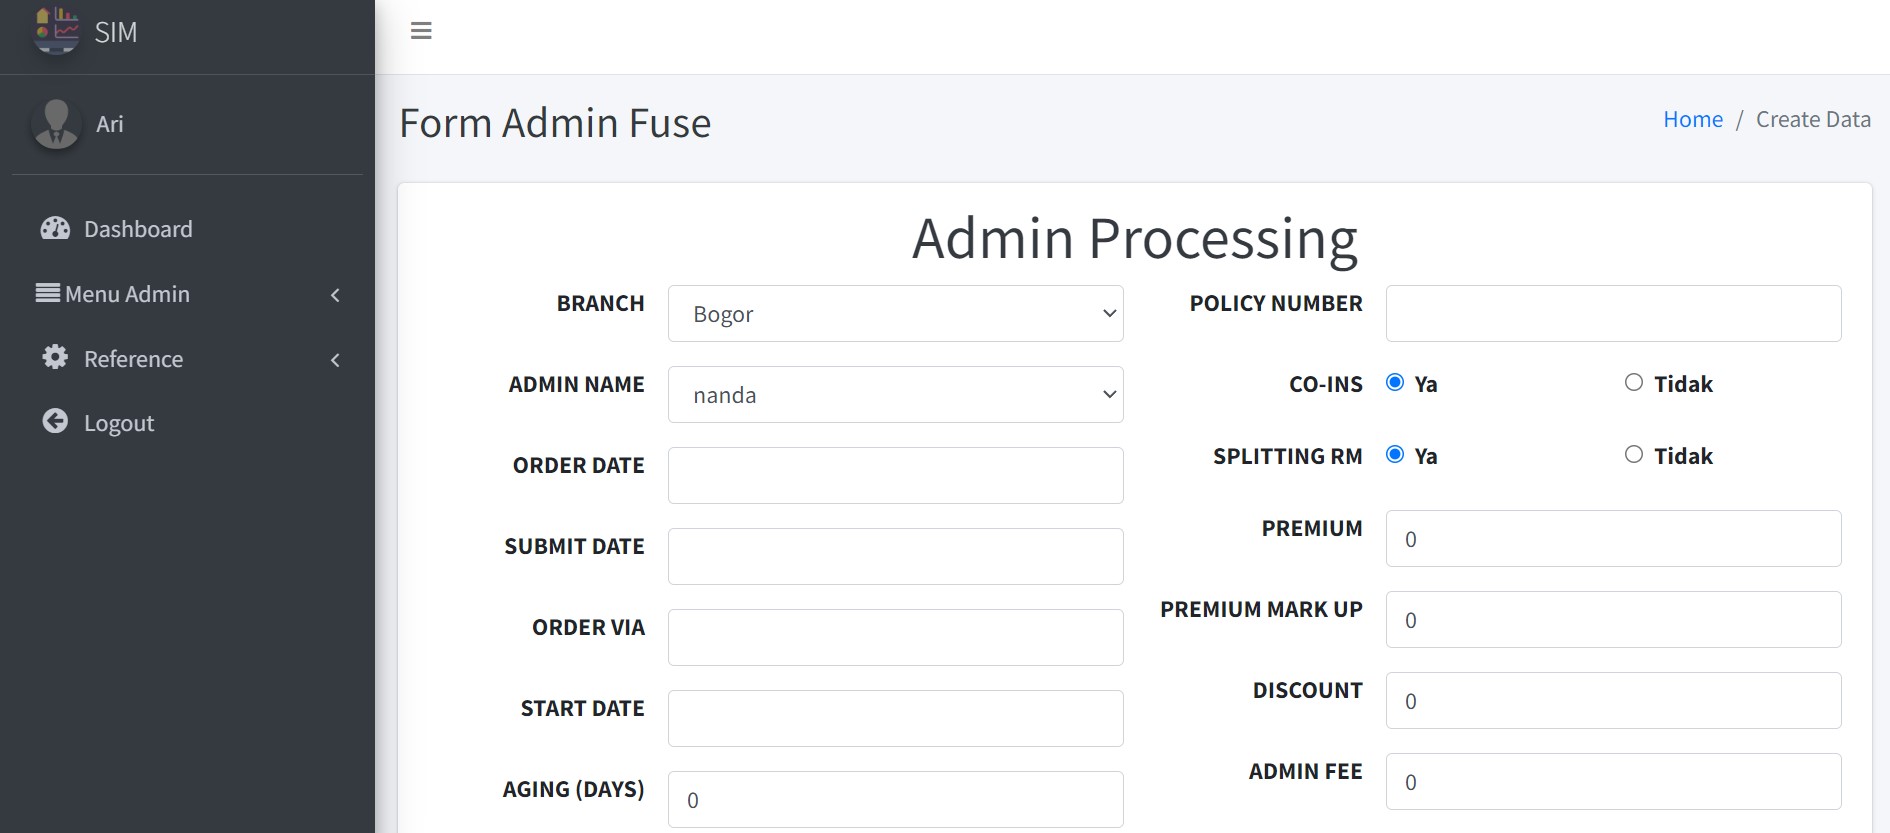 SIM
Ari
Dashboard
Menu Admin
Reference
Logout
Form Admin Fuse
Home / Create Data
Admin Processing
BRANCH
Bogor
ADMIN NAME
nanda
ORDER DATE
SUBMIT DATE
ORDER VIA
START DATE
AGING (DAYS)
0
POLICY NUMBER
CO-INS
Ya
Tidak
SPLITTING RM
Ya
Tidak
PREMIUM
0
PREMIUM MARK UP
0
DISCOUNT
0
ADMIN FEE
0